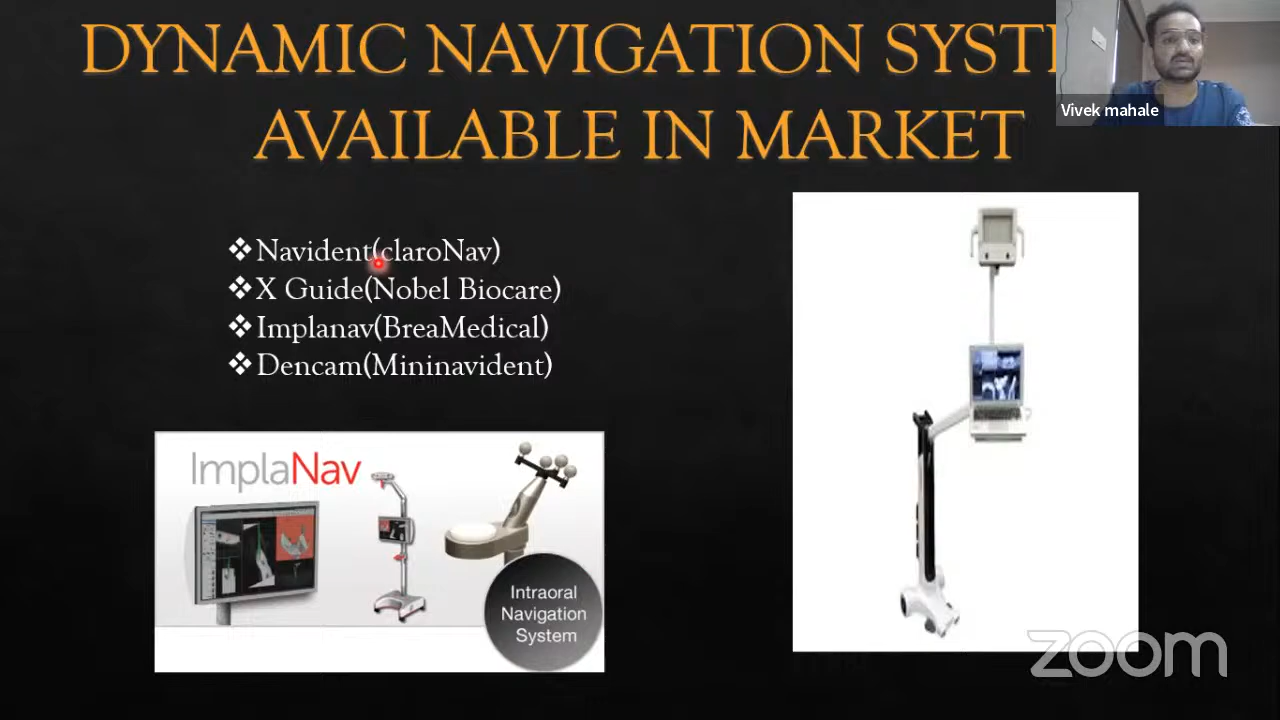 DYNAMIC NAVIGATION SYST
AVAILABLE IN MARKET
Vivek mahale
❖Navident(claroNav)
❖X Guide(Nobel Biocare)
❖Implanav(BreaMedical)
❖Dencam(Mininavident)
ImplaNav
Intraoral
Navigation
System
zoom